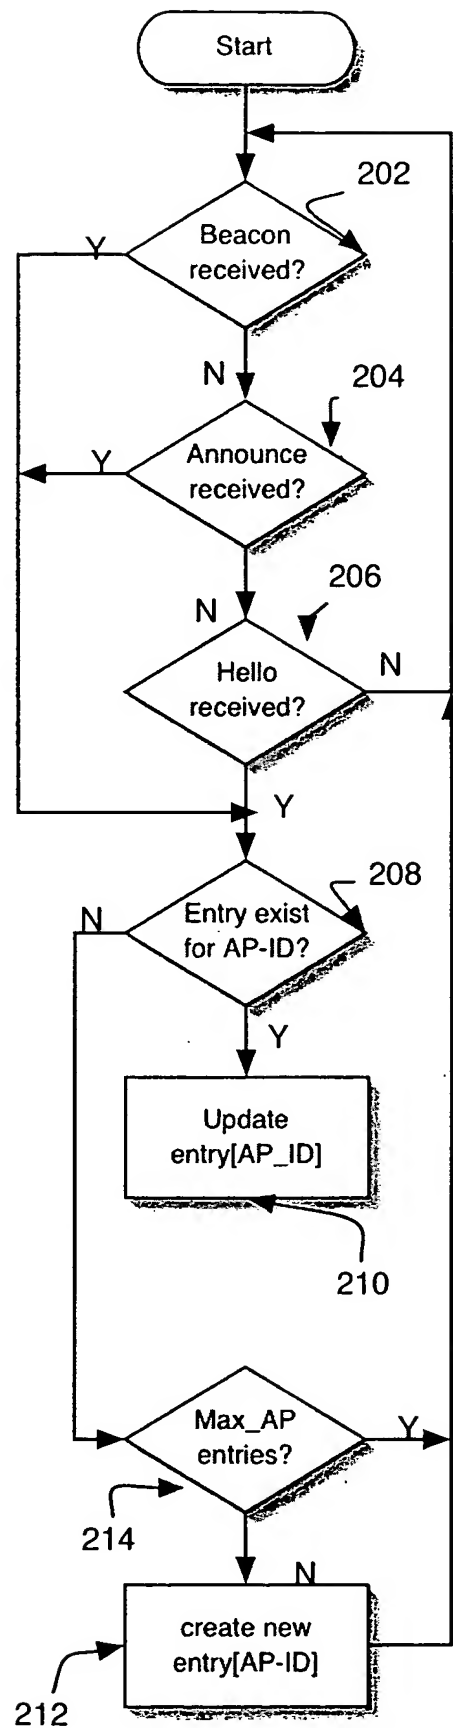 Start
202
Beacon
received?
Y
N
204
Announce
received?
Y
206
N
Hello
received?
N
Y
208
Entry exist
for AP-ID?
N
Y
Update
entry[AP_ID]
210
Max_AP
entries?
Y
214
N
create new
entry[AP-ID]
212